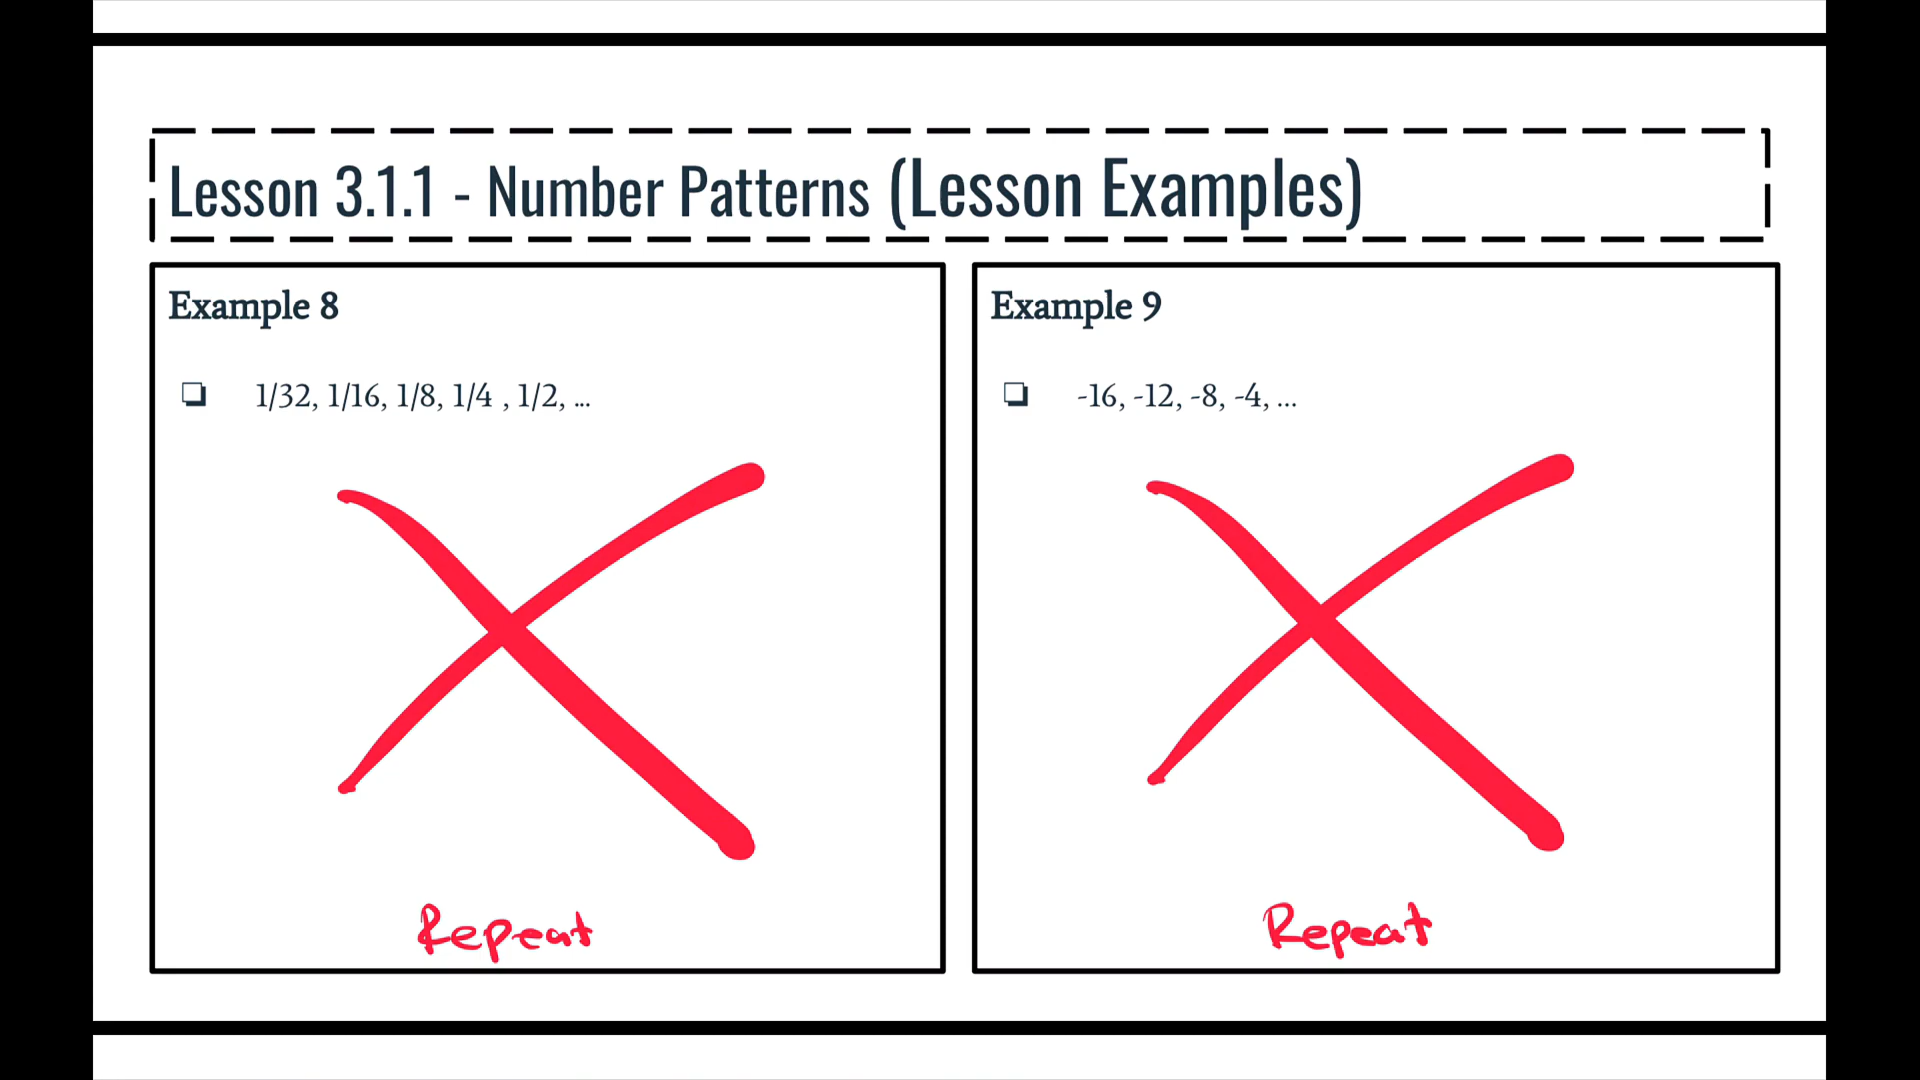 Lesson 3.1.1 - Number Patterns (Lesson Examples)
Example 8
1/32, 1/16, 1/8, 1/4 , 1/2, ...
Repeat
Example 9
-16, -12, -8, -4, ...
Repeat